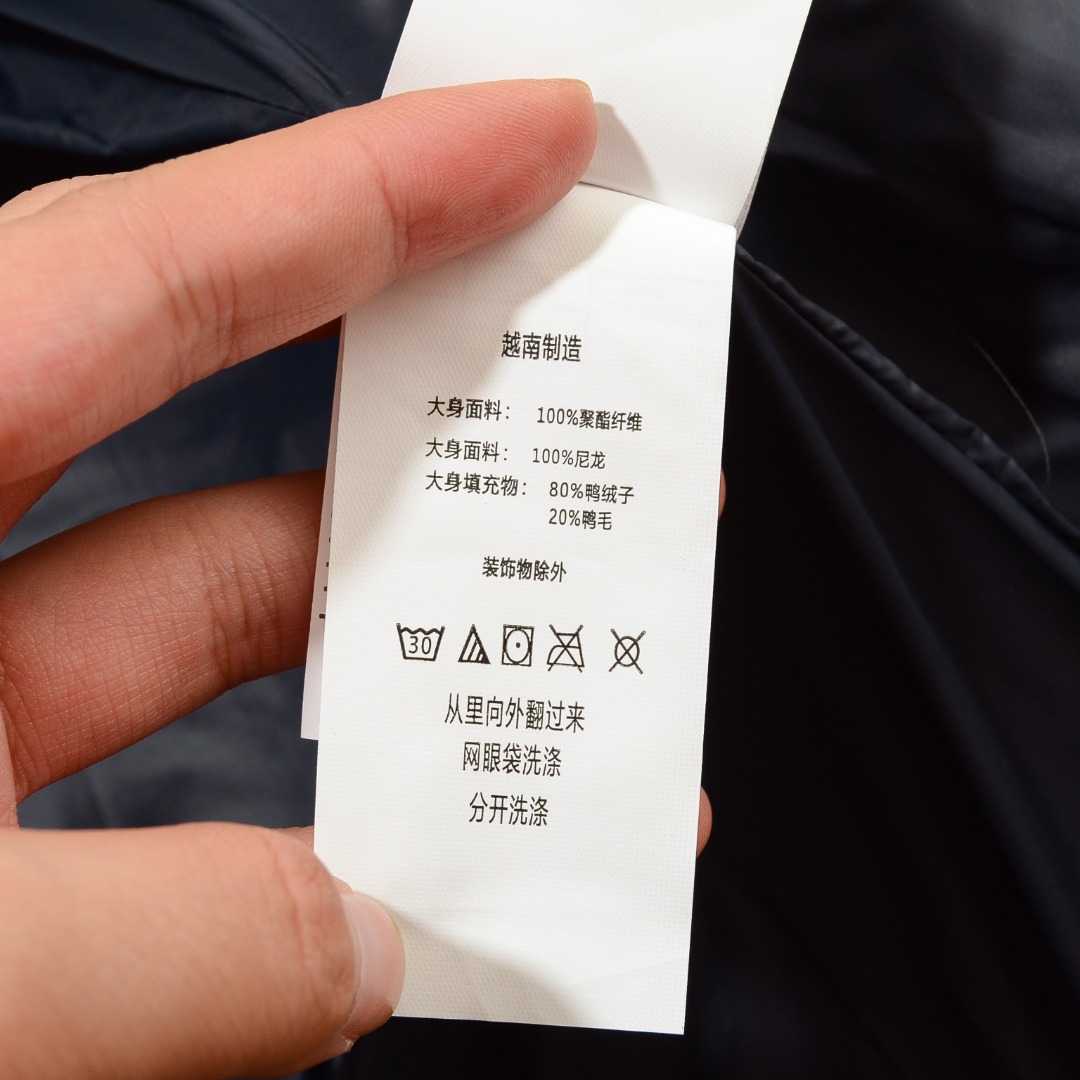 越南制造
大身面料： 100%聚酯纤维
大身面料： 100%尼龙
大身填充物： 80%鸭绒子
20%鸭毛
装饰物除外
30
从里向外翻过来
网眼袋洗涤
分开洗涤